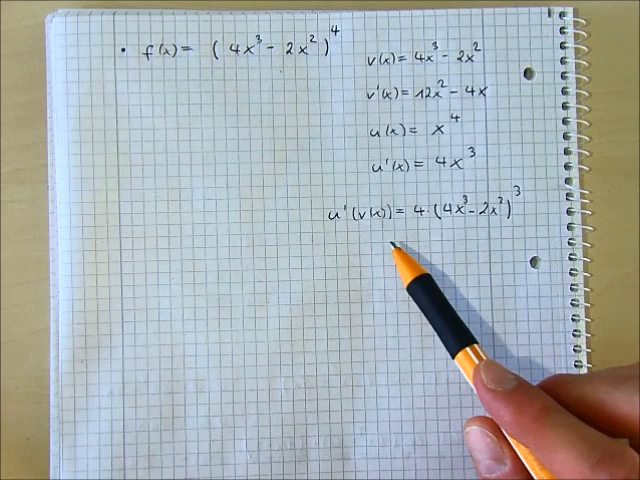 • f(x) = (4x³ - 2x²)⁴
v(x) = 4x³ - 2x²
v'(x) = 12x² - 4x
u(x) = x⁴
u'(x) = 4x³
u'(v(x)) = 4·(4x³ - 2x²)³